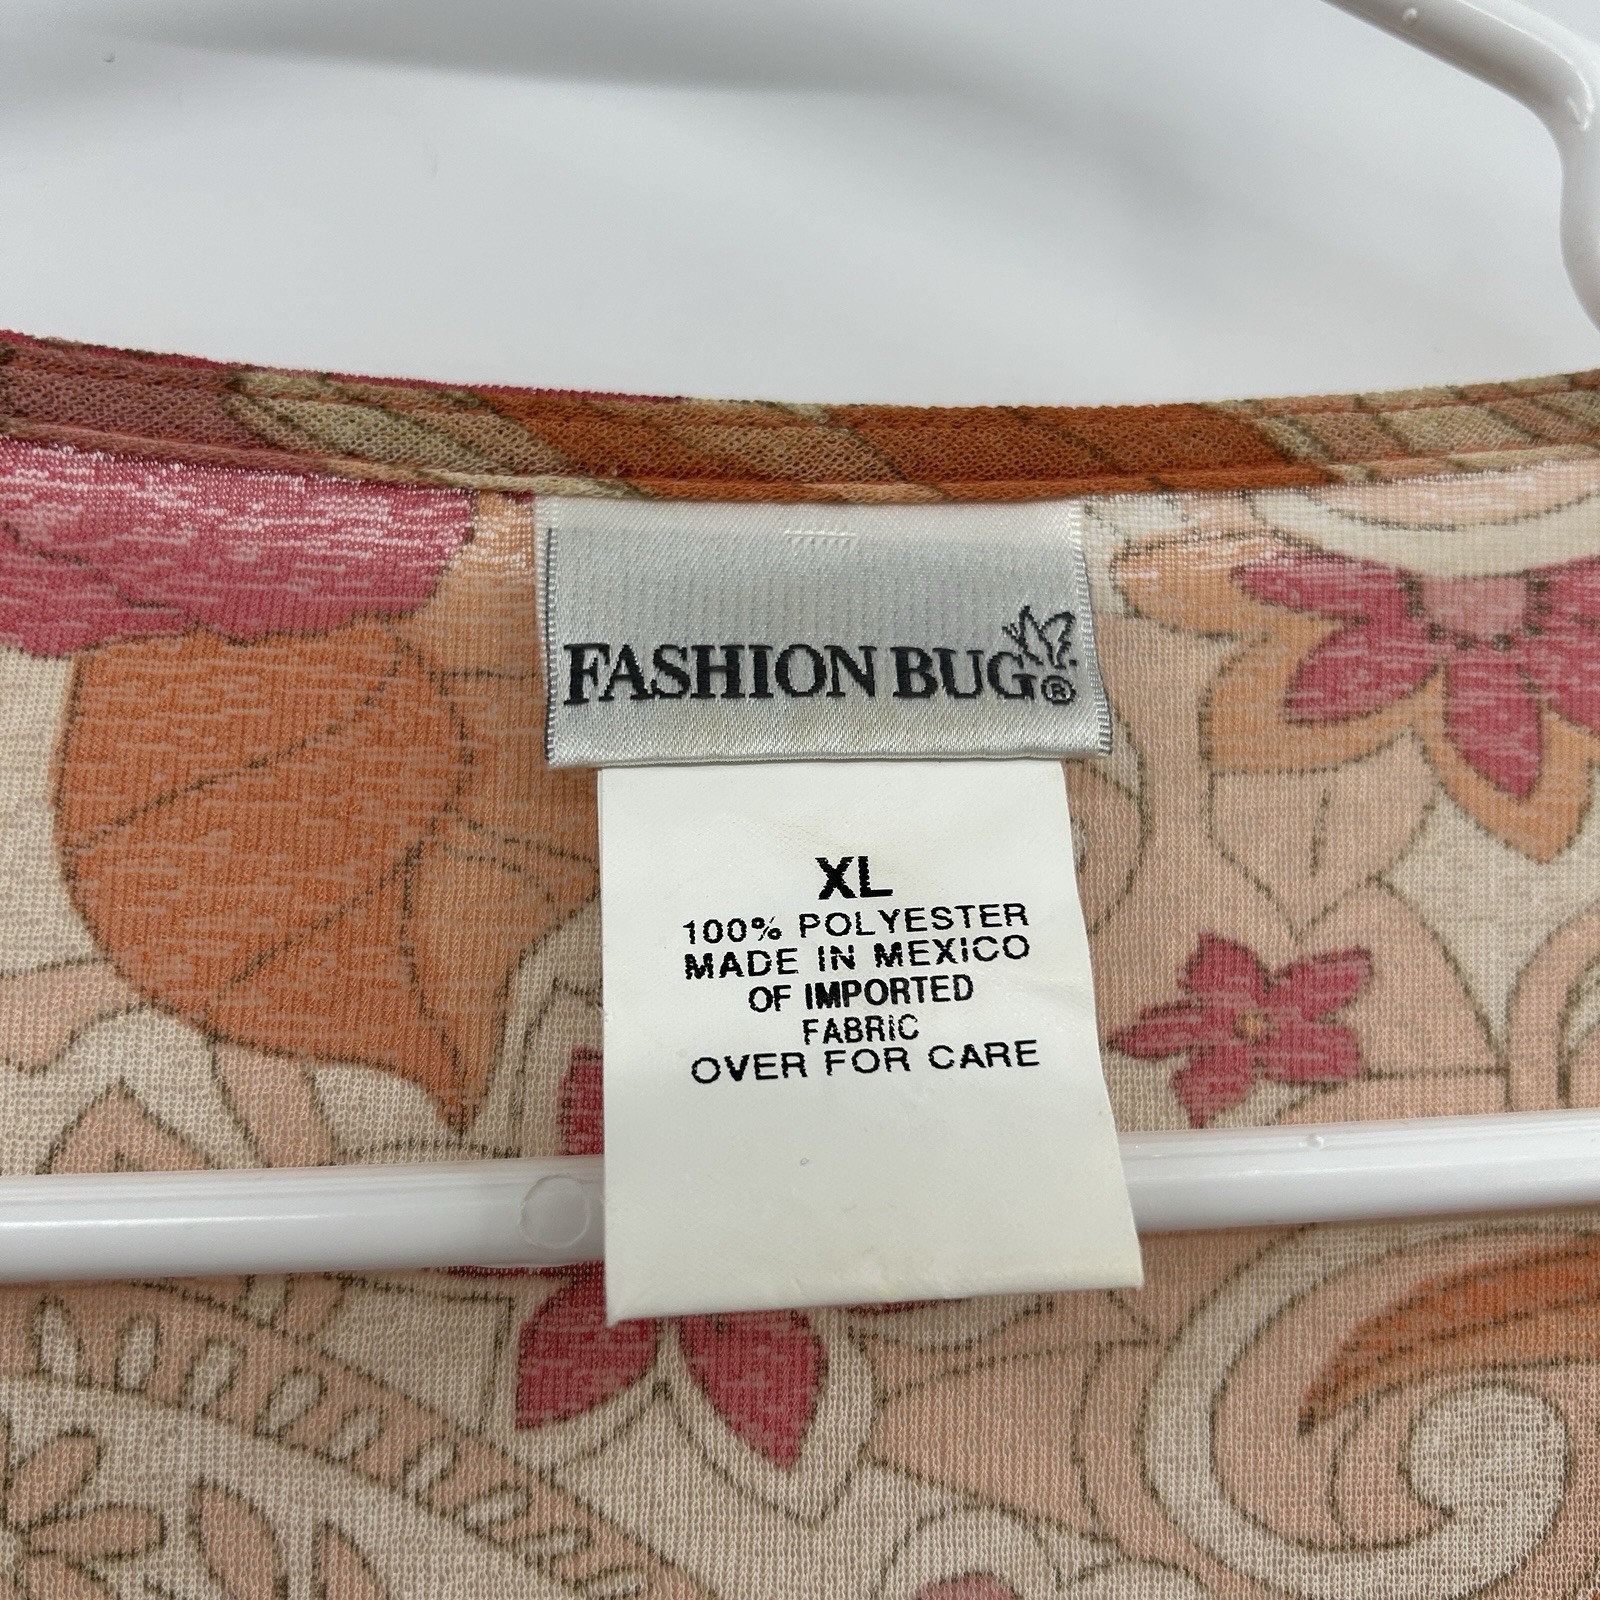 FASHION BUG®
XL
100% POLYESTER
MADE IN MEXICO
OF IMPORTED
FABRIC
OVER FOR CARE